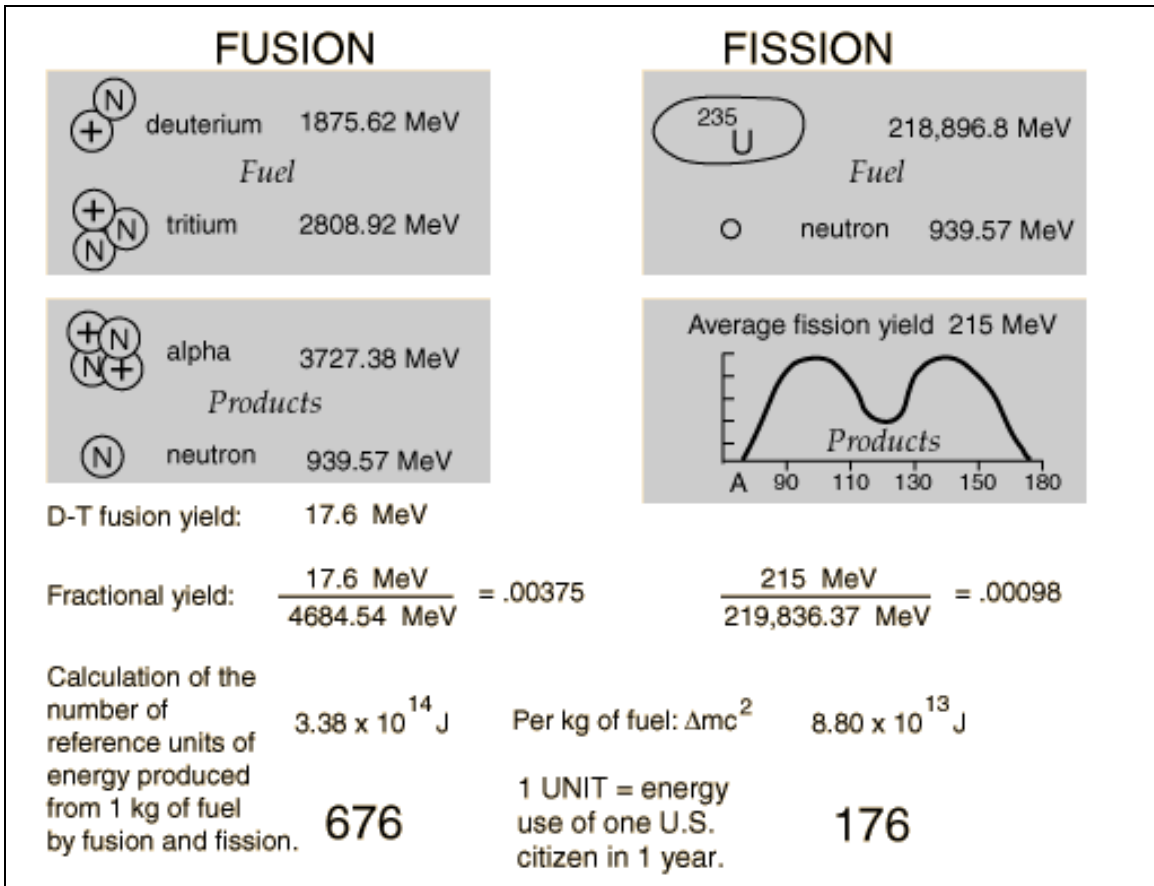 FUSION
FISSION
N
+
deuterium 1875.62 MeV
Fuel
+
N
N
tritium 2808.92 MeV
235
U
218,896.8 MeV
Fuel
neutron 939.57 MeV
+
N
N
+
alpha 3727.38 MeV
Products
N
neutron 939.57 MeV
Average fission yield 215 MeV
Products
A 90 110 130 150 180
D-T fusion yield: 17.6 MeV
Fractional yield: 17.6 MeV / 4684.54 MeV = .00375
215 MeV / 219,836.37 MeV = .00098
Calculation of the
number of
reference units of
energy produced
from 1 kg of fuel
by fusion and fission.
3.38 x 10^14 J
Per kg of fuel: Δmc^2
8.80 x 10^13 J
676
1 UNIT = energy
use of one U.S.
citizen in 1 year.
176